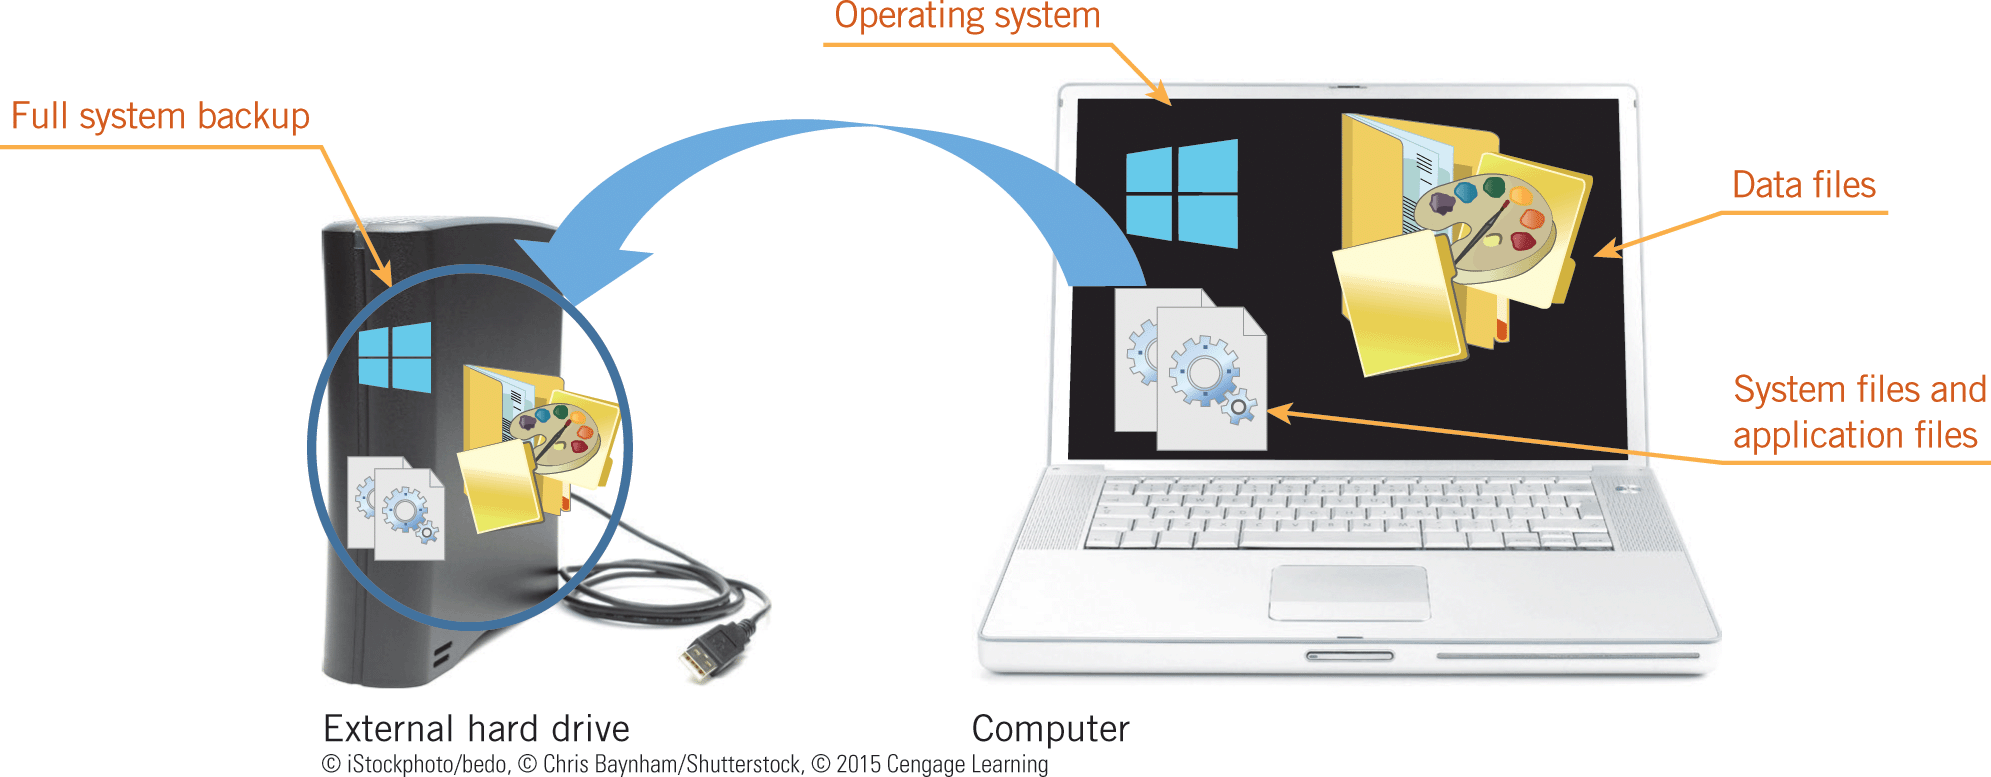 Operating system
Full system backup
Data files
System files and
application files
External hard drive
Computer
© iStockphoto/bedo, © Chris Baynham/Shutterstock, © 2015 Cengage Learning